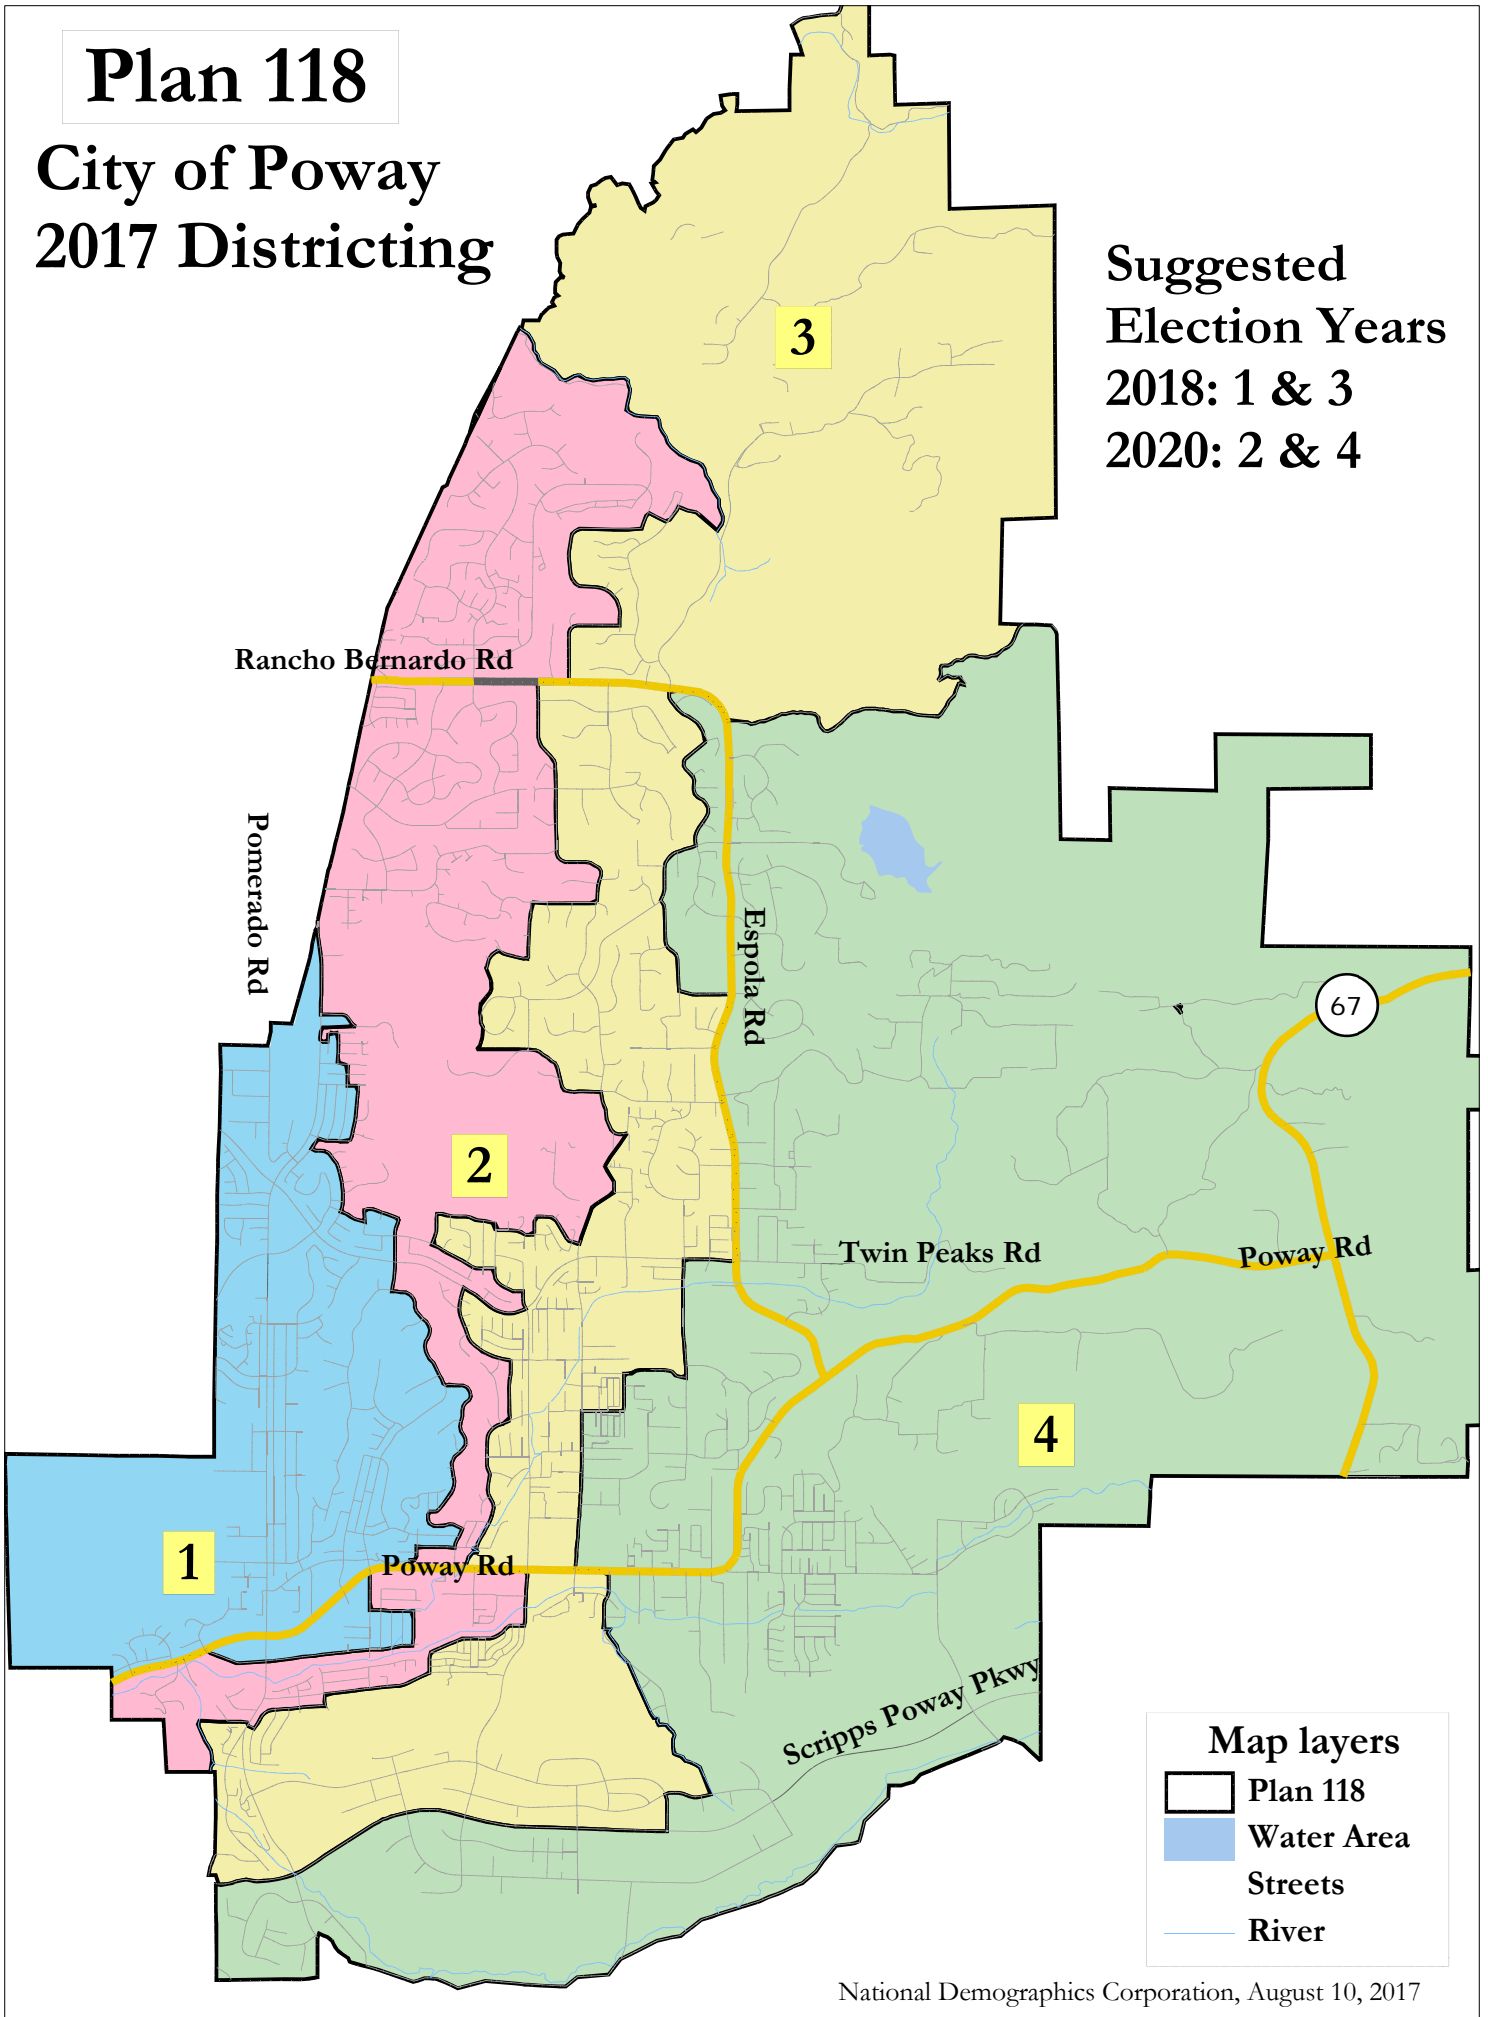 Plan 118
City of Poway
2017 Districting
Suggested
Election Years
2018: 1 & 3
2020: 2 & 4
3
Rancho Bernardo Rd
Pomerado Rd
Espola Rd
67
2
Twin Peaks Rd
Poway Rd
4
1
Poway Rd
Scripps Poway Pkwy
Map layers
Plan 118
Water Area
Streets
River
National Demographics Corporation, August 10, 2017